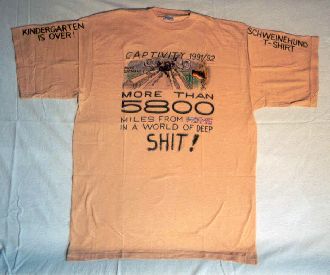 KINDERGARTEN
IS OVER!
SCHWEINEHUND
T-SHIRT
CAPTIVITY 1991/92
MORE THAN
5800
MILES FROM HOME
IN A WORLD OF DEEP
SHIT!